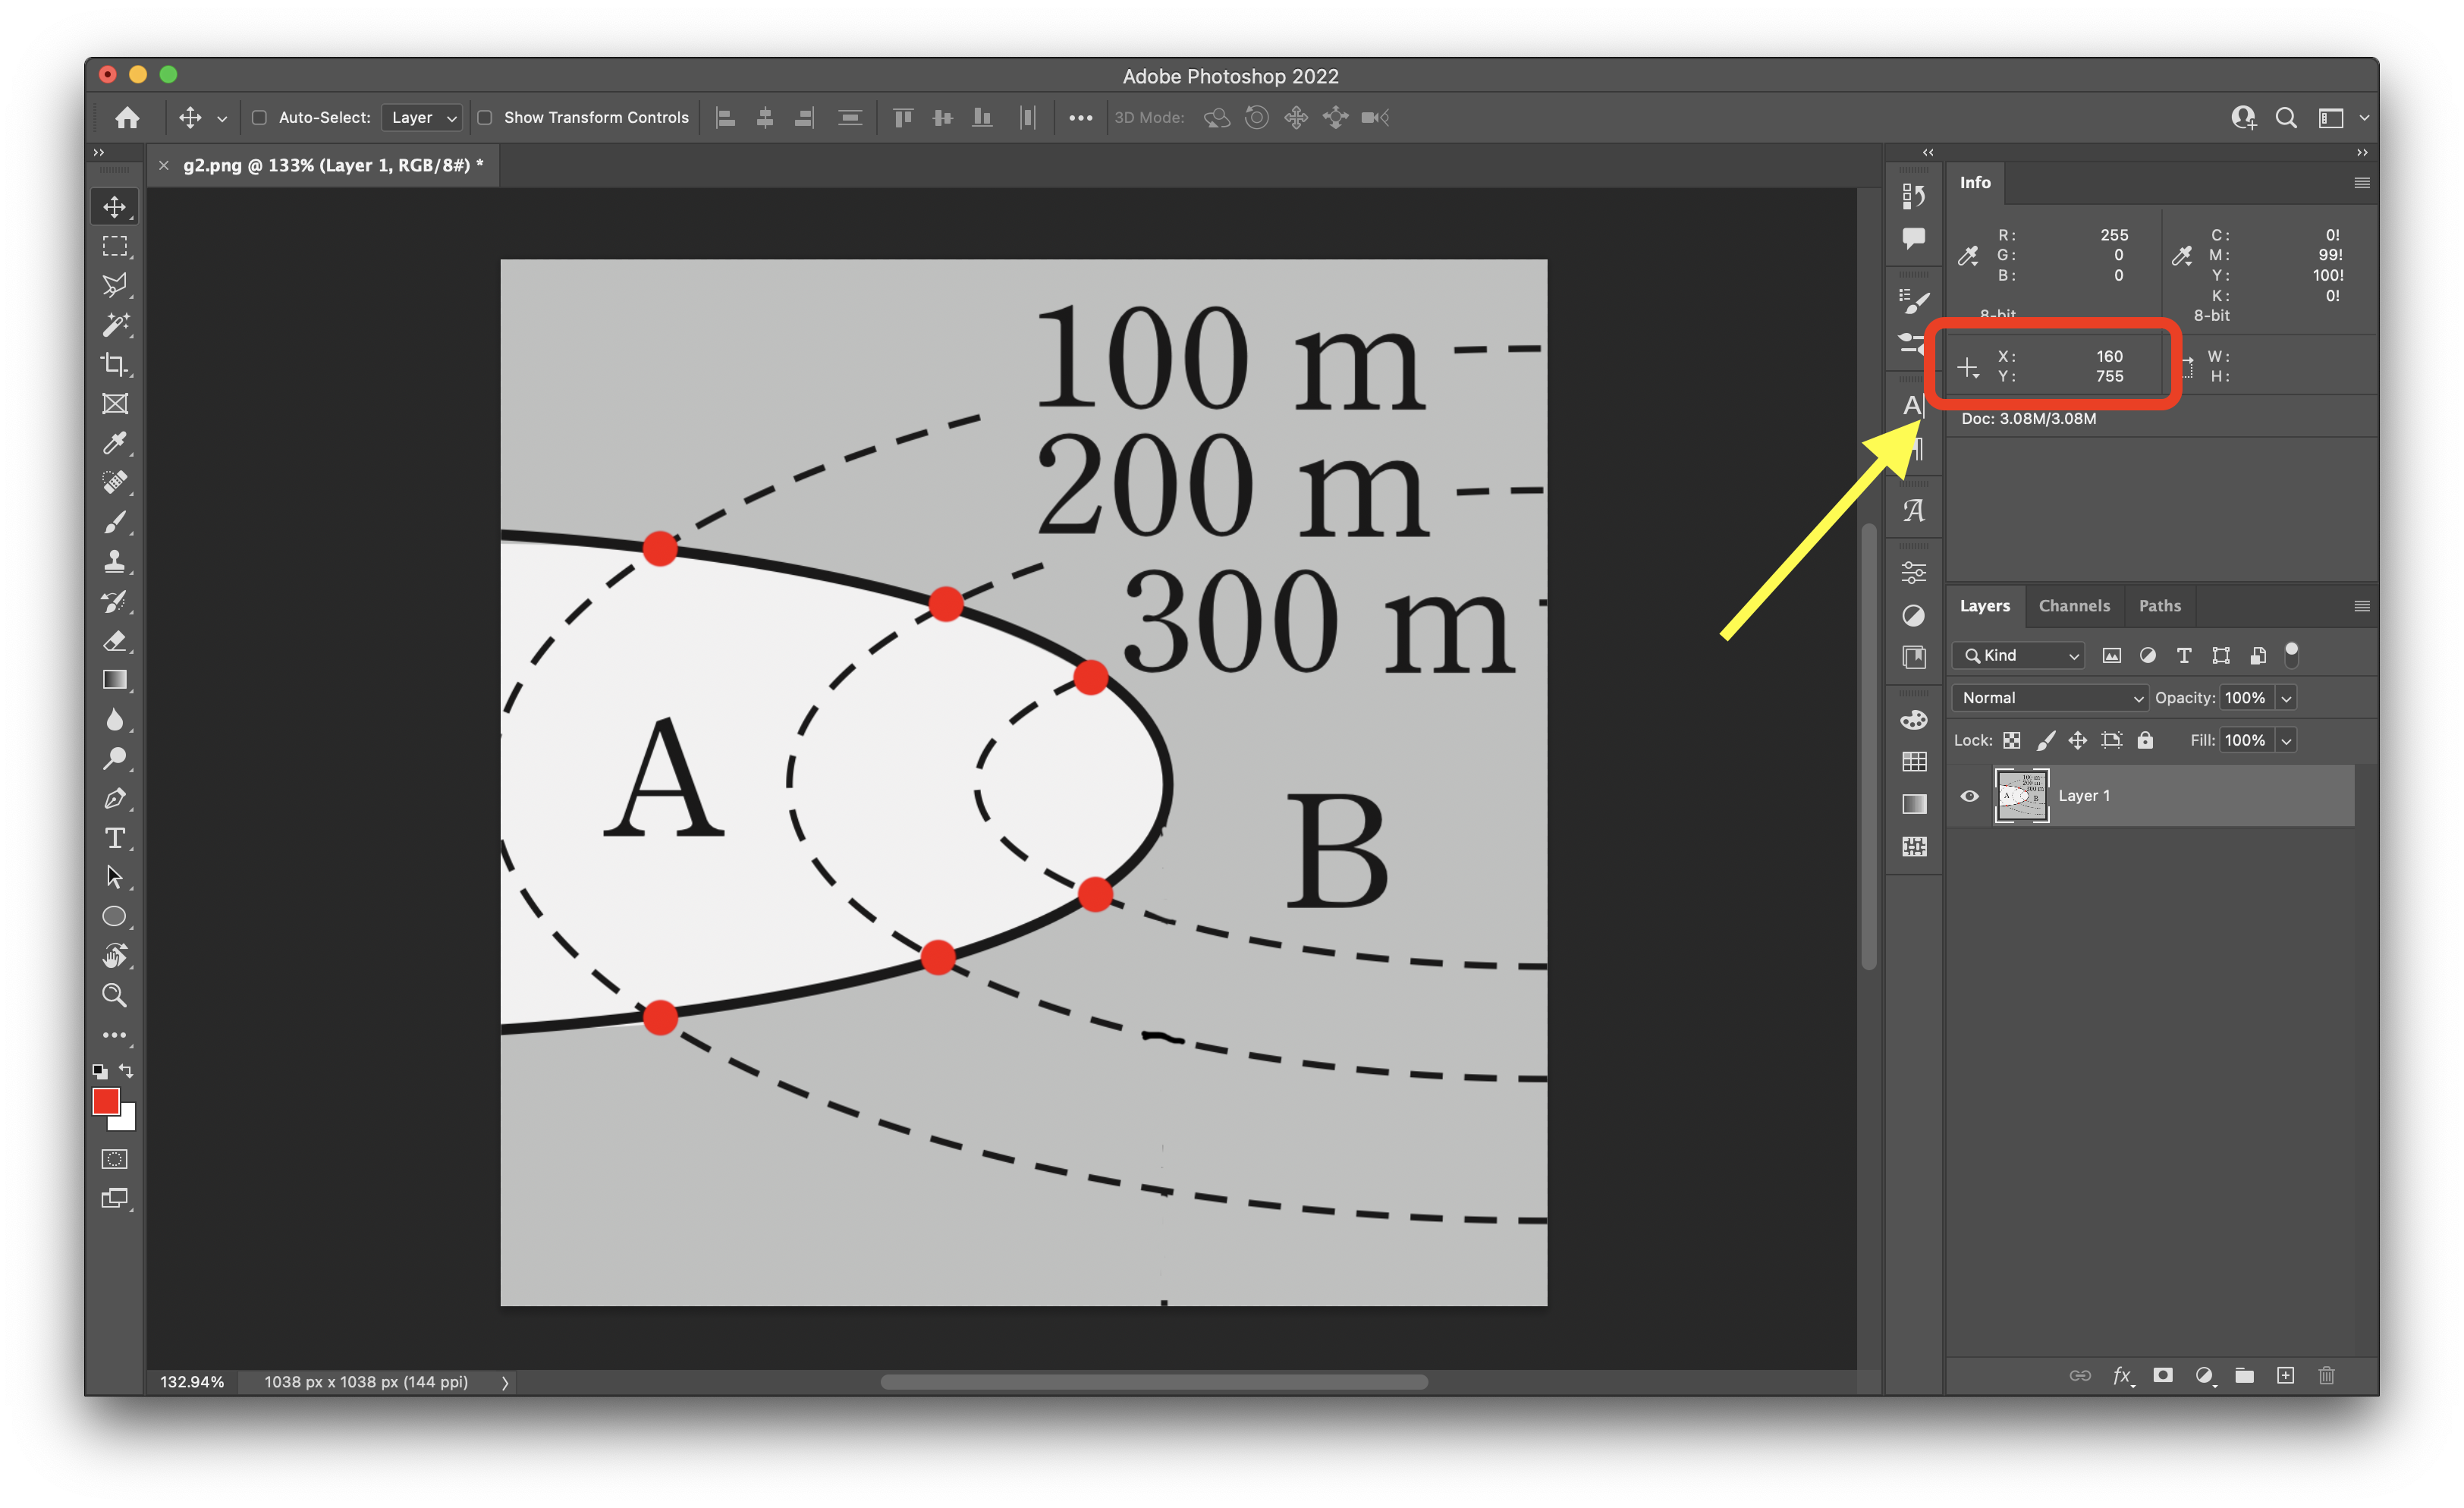 Adobe Photoshop 2022
Auto-Select: Layer Show Transform Controls 3D Mode:
g2.png @ 133% (Layer 1, RGB/8#) *
100 m
200 m
300 m
A
B
132.94% 1038 px x 1038 px (144 ppi)
Info
R: 255 C: 0!
G: 0 M: 99!
B: 0 Y: 100!
K: 0!
8-bit 8-bit
X: 160 W:
Y: 755 H:
Doc: 3.08M/3.08M
Layers Channels Paths
Kind
Normal Opacity: 100%
Lock: Fill: 100%
Layer 1